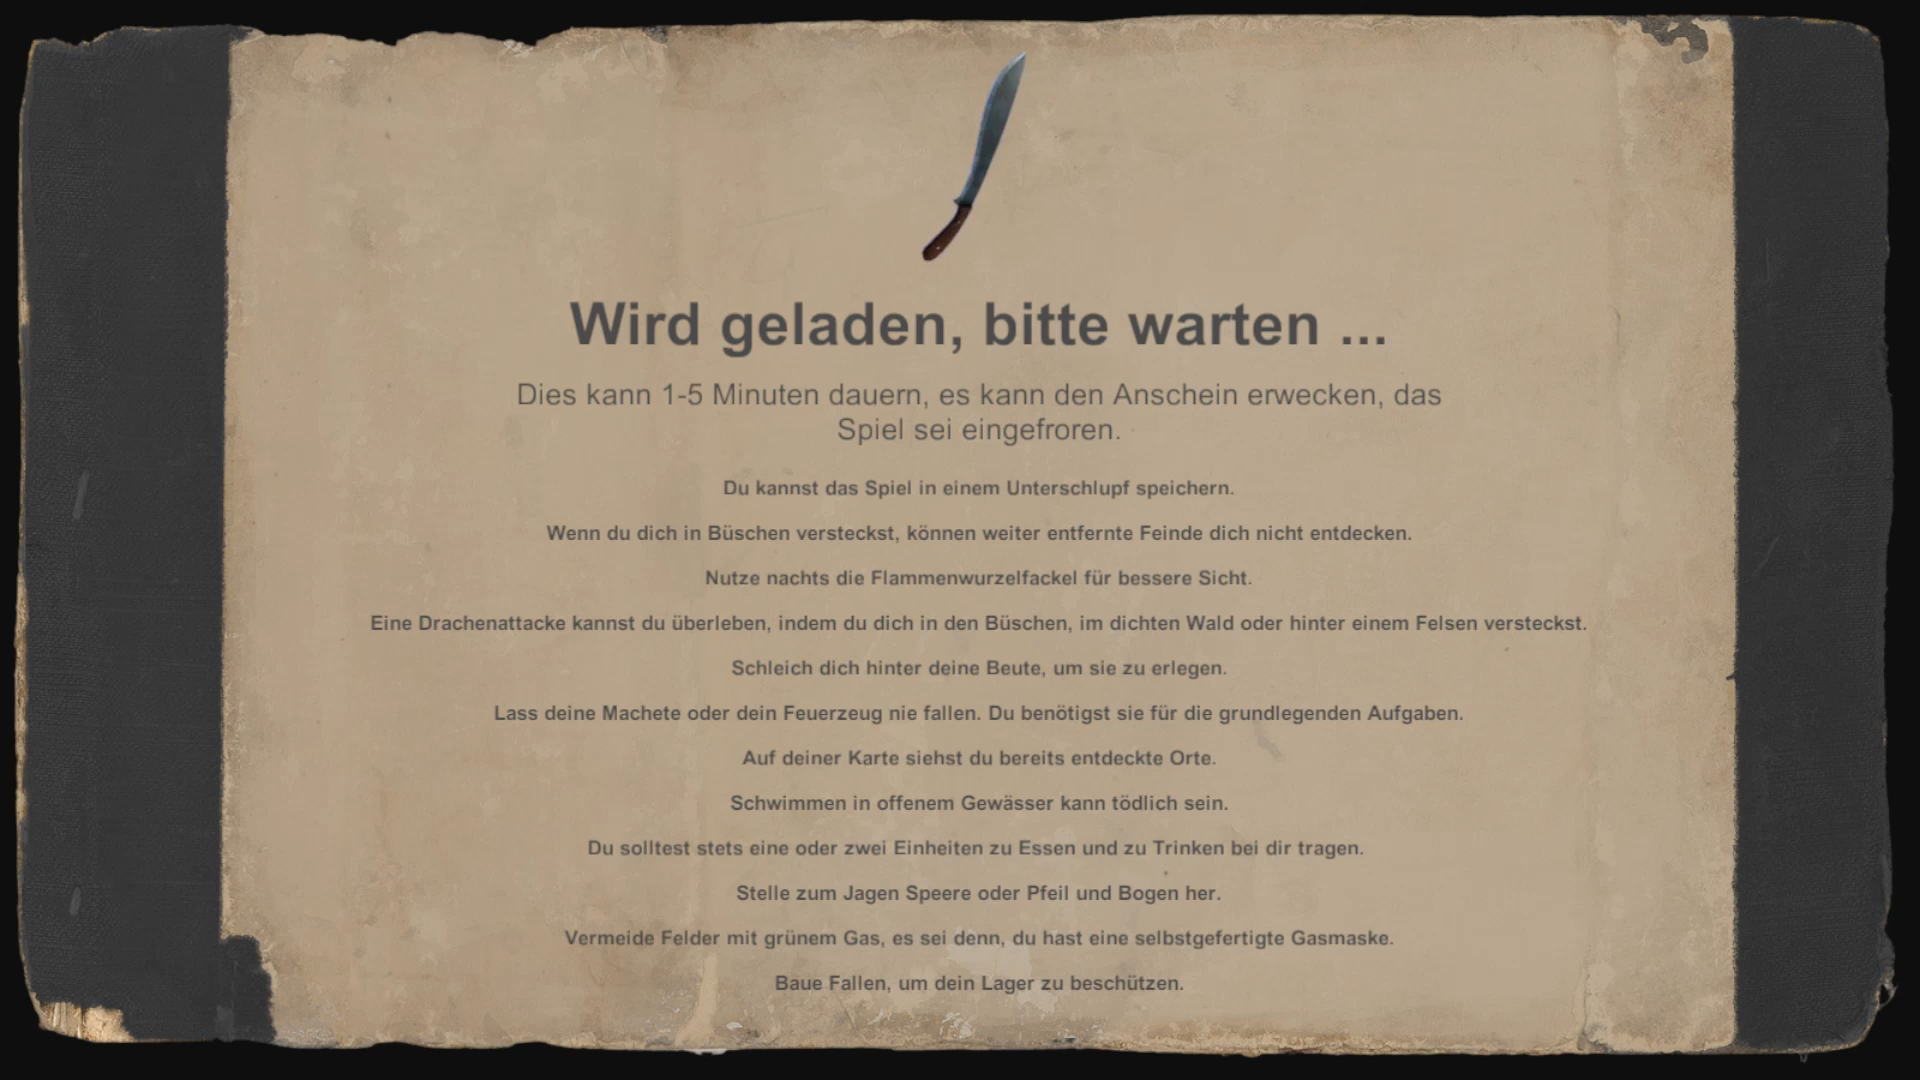 Wird geladen, bitte warten ...
Dies kann 1-5 Minuten dauern, es kann den Anschein erwecken, das
Spiel sei eingefroren.
Du kannst das Spiel in einem Unterschlupf speichern.
Wenn du dich in Büschen versteckst, können weiter entfernte Feinde dich nicht entdecken.
Nutze nachts die Flammenwurzelfackel für bessere Sicht.
Eine Drachenattacke kannst du überleben, indem du dich in den Büschen, im dichten Wald oder hinter einem Felsen versteckst.
Schleich dich hinter deine Beute, um sie zu erlegen.
Lass deine Machete oder dein Feuerzeug nie fallen. Du benötigst sie für die grundlegenden Aufgaben.
Auf deiner Karte siehst du bereits entdeckte Orte.
Schwimmen in offenem Gewässer kann tödlich sein.
Du solltest stets eine oder zwei Einheiten zu Essen und zu Trinken bei dir tragen.
Stelle zum Jagen Speere oder Pfeil und Bogen her.
Vermeide Felder mit grünem Gas, es sei denn, du hast eine selbstgefertigte Gasmaske.
Baue Fallen, um dein Lager zu beschützen.